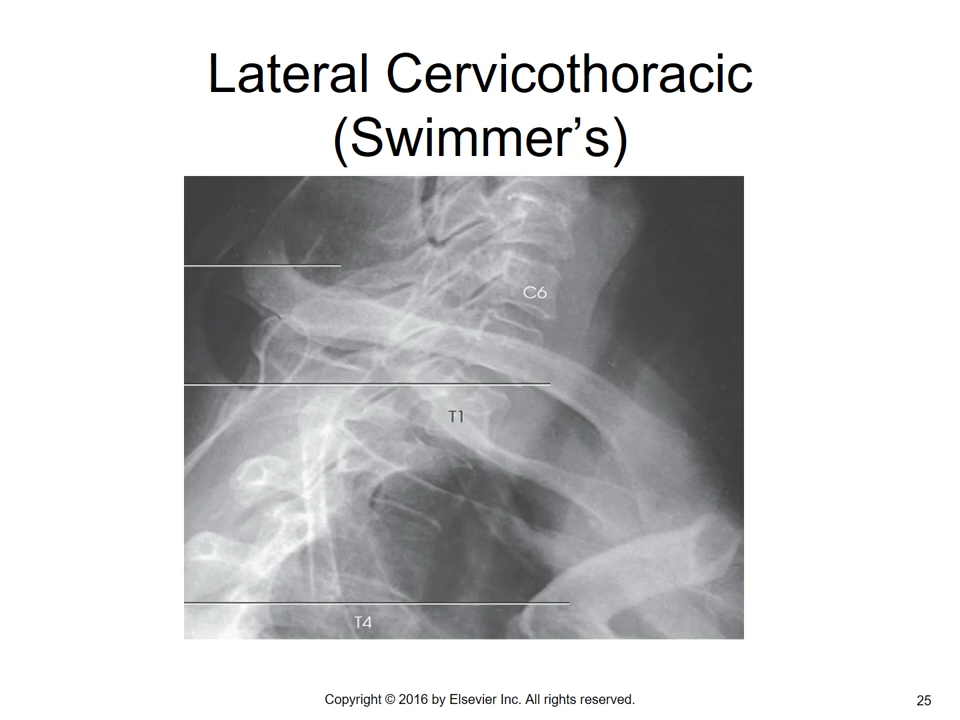 Lateral Cervicothoracic
(Swimmer’s)
C6
T1
T4
Copyright © 2016 by Elsevier Inc. All rights reserved.
25